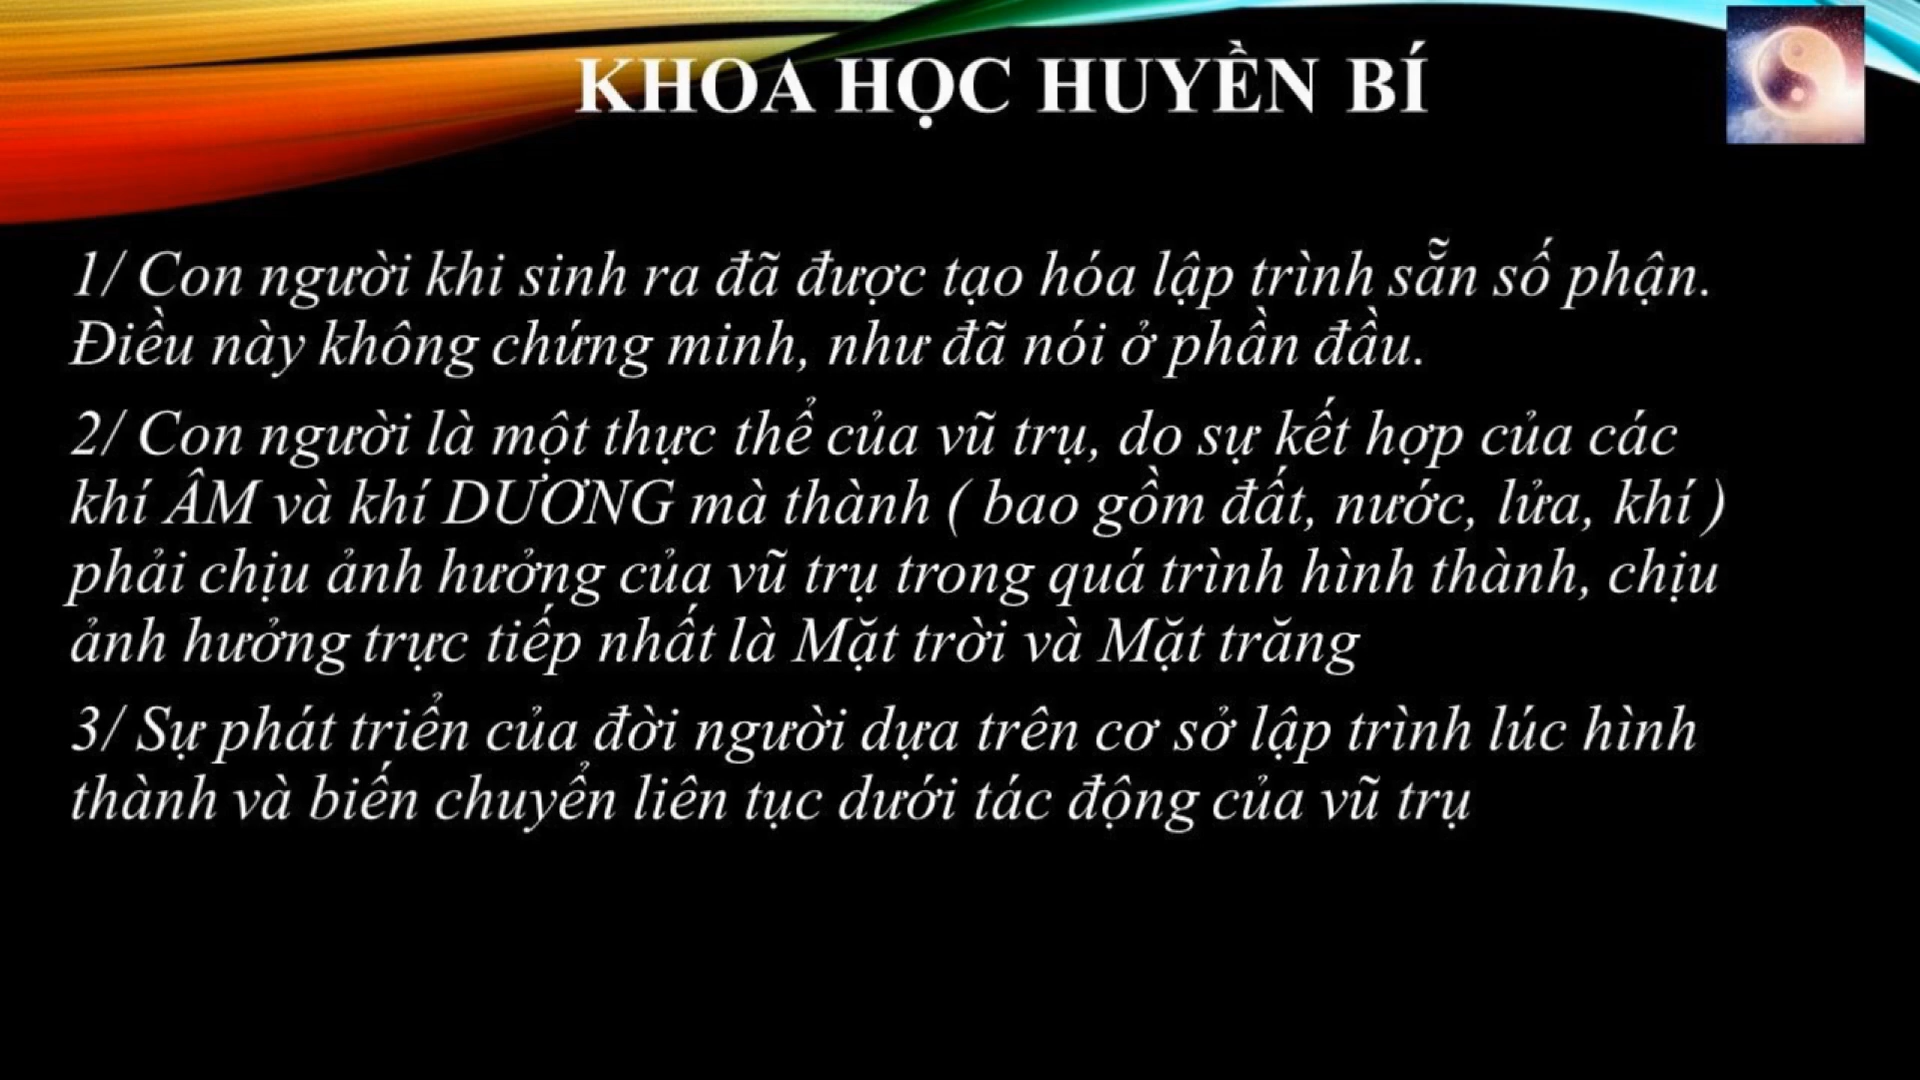 KHOA HỌC HUYỀN BÍ
1/ Con người khi sinh ra đã được tạo hóa lập trình sẵn số phận.
Điều này không chứng minh, như đã nói ở phần đầu.
2/ Con người là một thực thể của vũ trụ, do sự kết hợp của các
khí ÂM và khí DƯƠNG mà thành ( bao gồm đất, nước, lửa, khí )
phải chịu ảnh hưởng của vũ trụ trong quá trình hình thành, chịu
ảnh hưởng trực tiếp nhất là Mặt trời và Mặt trăng
3/ Sự phát triển của đời người dựa trên cơ sở lập trình lúc hình
thành và biến chuyển liên tục dưới tác động của vũ trụ